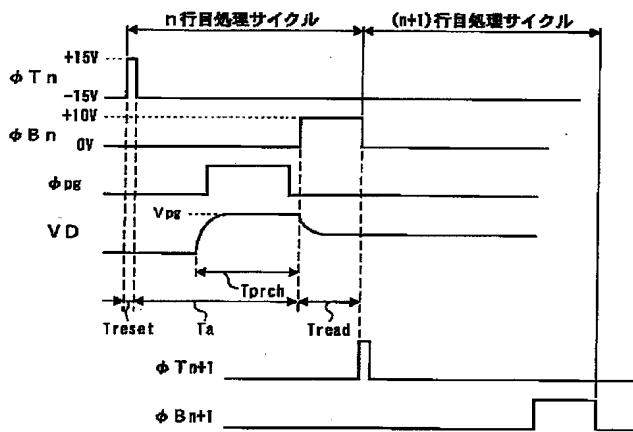 n行目処理サイクル
(n+1)行目処理サイクル
+15V
φTn
-15V
+10V
φBn
0V
φpg
Vpg
VD
Tprch
Treset
Ta
Tread
φTn+1
φBn+1